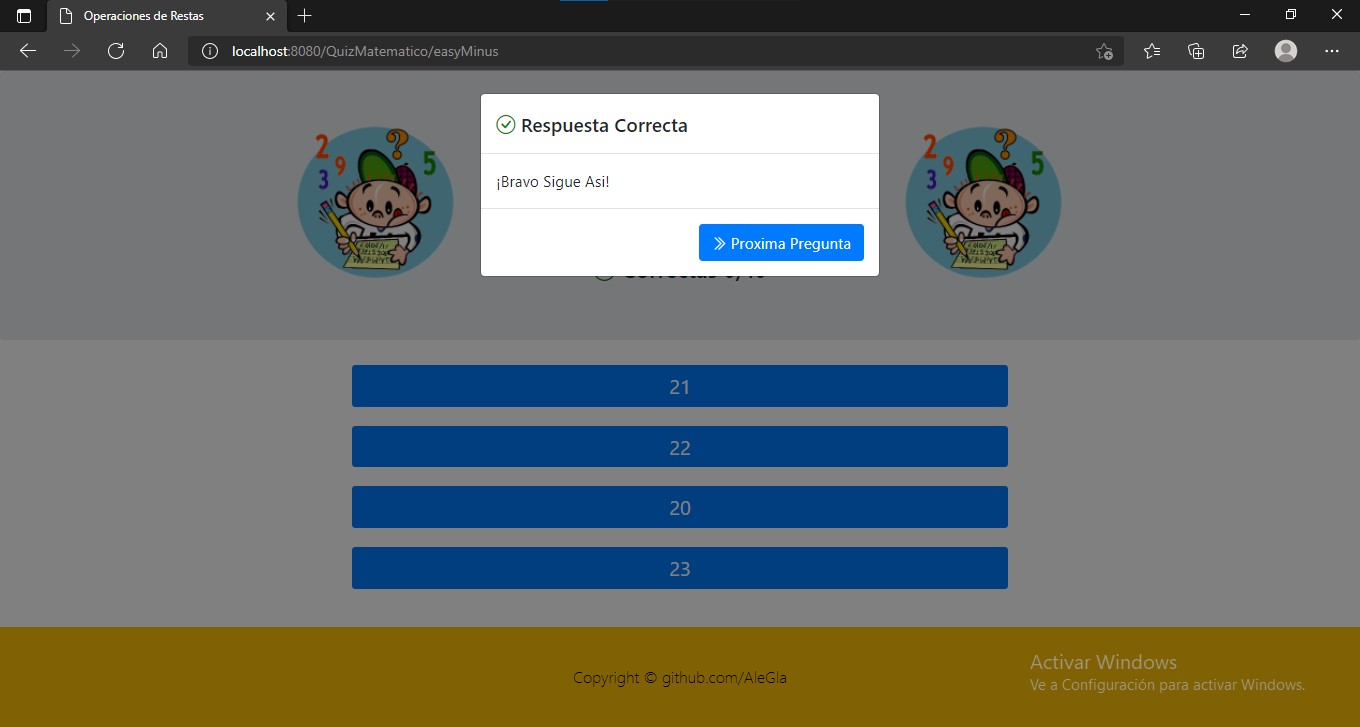 Operaciones de Restas
localhost:8080/QuizMatematico/easyMinus
Respuesta Correcta
¡Bravo Sigue Asi!
Proxima Pregunta
2
9
3
?
5
2
9
3
?
5
21
22
20
23
Copyright © github.com/AleGla
Activar Windows
Ve a Configuración para activar Windows.